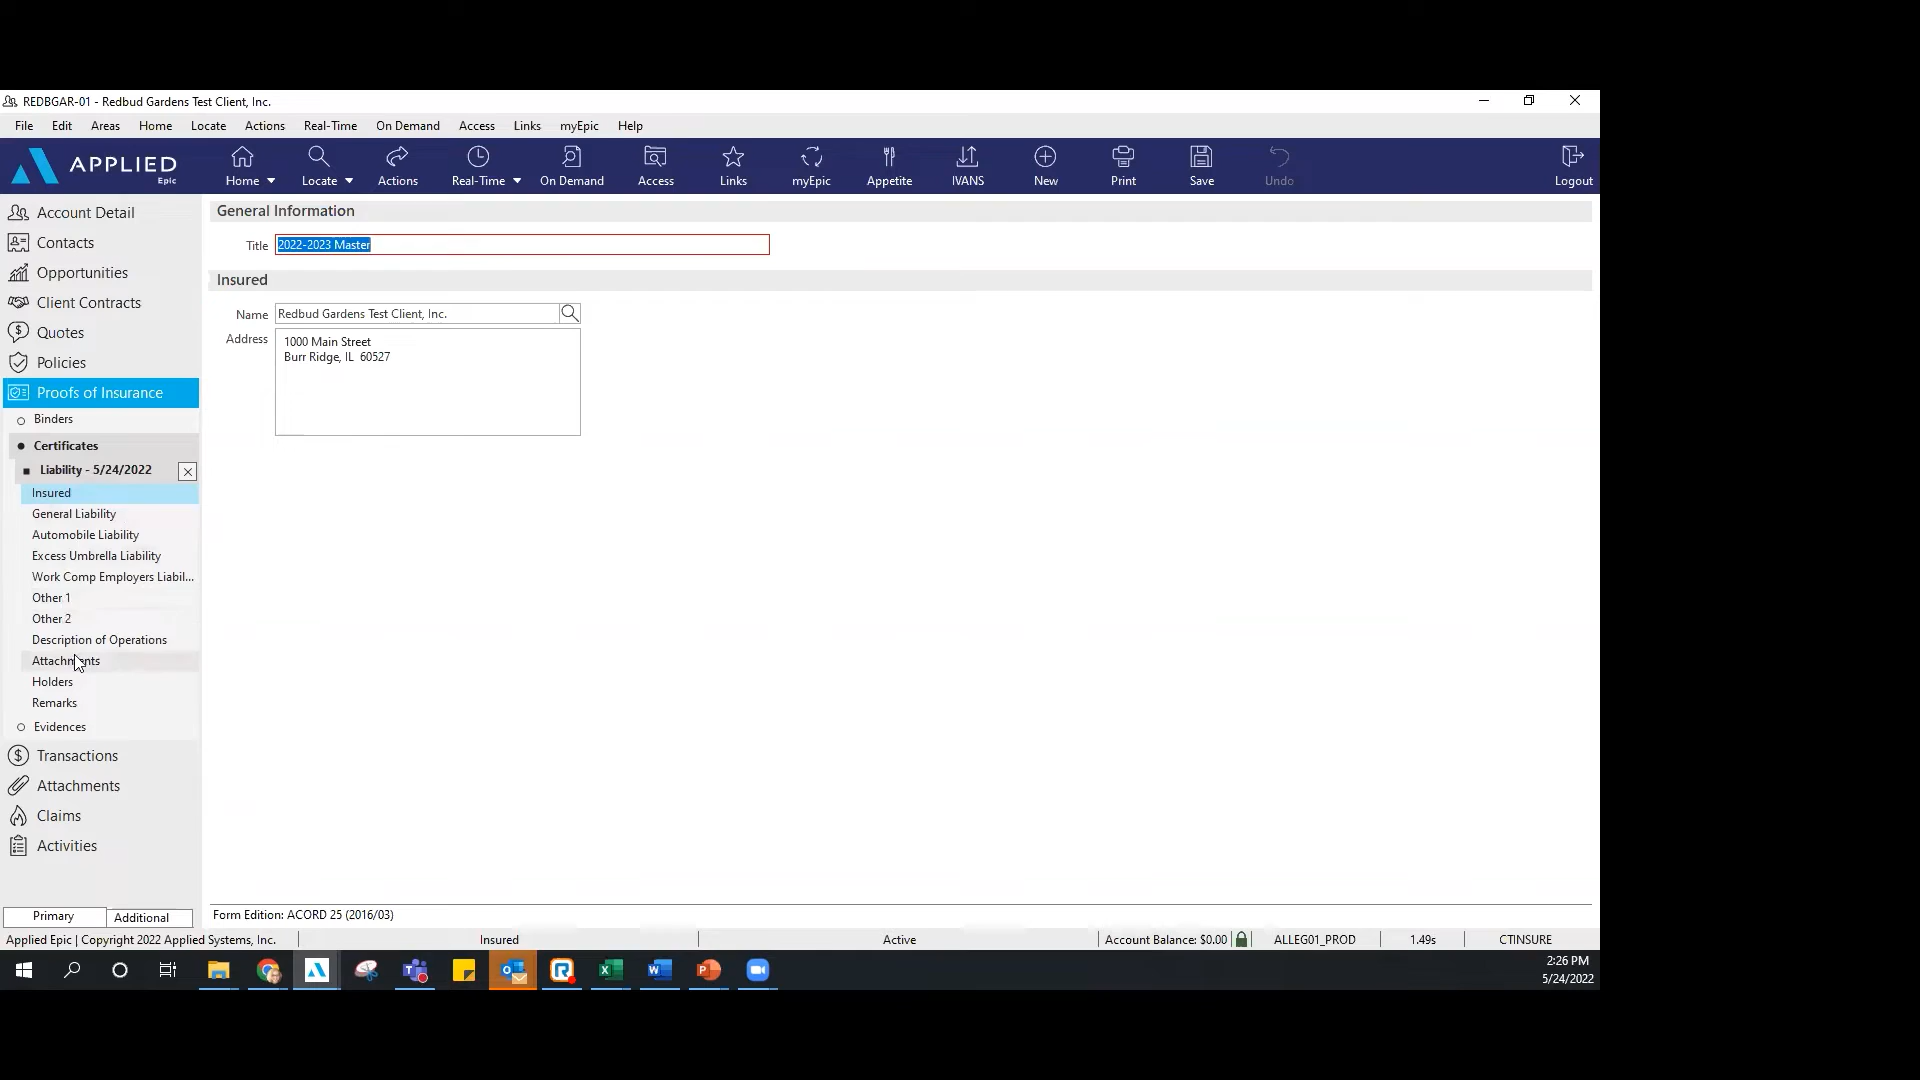 REDBGAR-01 - Redbud Gardens Test Client, Inc.
File Edit Areas Home Locate Actions Real-Time On Demand Access Links myEpic Help
APPLIED
Epic
Home Locate Actions Real-Time On Demand Access Links myEpic Appetite IVANS New Print Save Undo Logout
Account Detail
Contacts
Opportunities
Client Contracts
Quotes
Policies
Proofs of Insurance
Binders
Certificates
Liability - 5/24/2022
Insured
General Liability
Automobile Liability
Excess Umbrella Liability
Work Comp Employers Liabil...
Other 1
Other 2
Description of Operations
Attachments
Holders
Remarks
Evidences
Transactions
Attachments
Claims
Activities
Primary Additional
General Information
Title 2022-2023 Master
Insured
Name Redbud Gardens Test Client, Inc.
Address 1000 Main Street
Burr Ridge, IL 60527
Form Edition: ACORD 25 (2016/03)
Applied Epic | Copyright 2022 Applied Systems, Inc. Insured Active Account Balance: $0.00 ALLEG01_PROD 1.49s CTINSURE
2:26 PM
5/24/2022